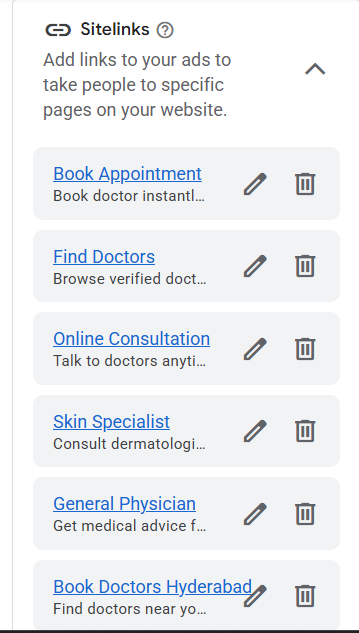 Sitelinks
Add links to your ads to
take people to specific
pages on your website.
Book Appointment
Book doctor instantl...
Find Doctors
Browse verified doct...
Online Consultation
Talk to doctors anyti...
Skin Specialist
Consult dermatologi...
General Physician
Get medical advice f...
Book Doctors Hyderabad
Find doctors near yo...